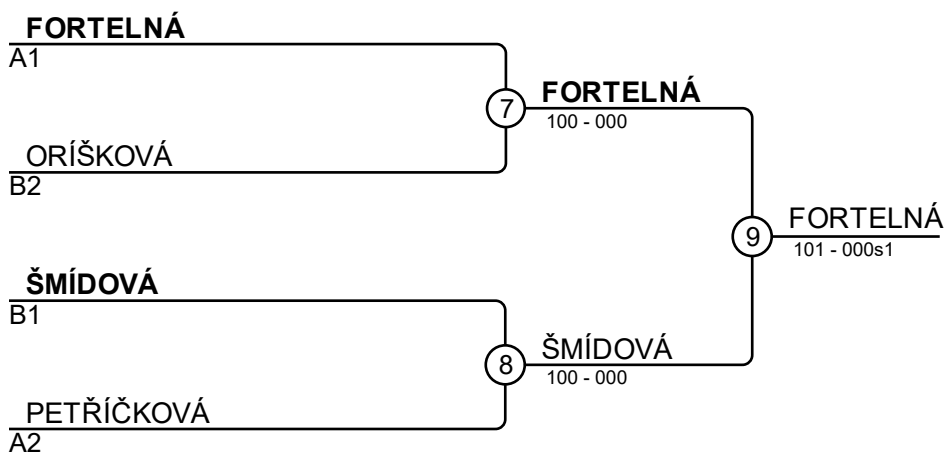 FORTELNÁ
A1
7
FORTELNÁ
100 - 000
ORÍŠKOVÁ
B2
9
FORTELNÁ
101 - 000s1
ŠMÍDOVÁ
B1
8
ŠMÍDOVÁ
100 - 000
PETŘÍČKOVÁ
A2